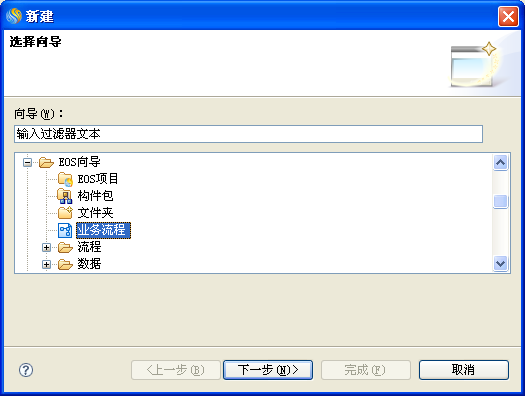 新建
选择向导
向导(W)：
输入过滤器文本
EOS向导
EOS项目
构件包
文件夹
业务流程
流程
数据
?
<上一步(B)
下一步(N)>
完成(F)
取消